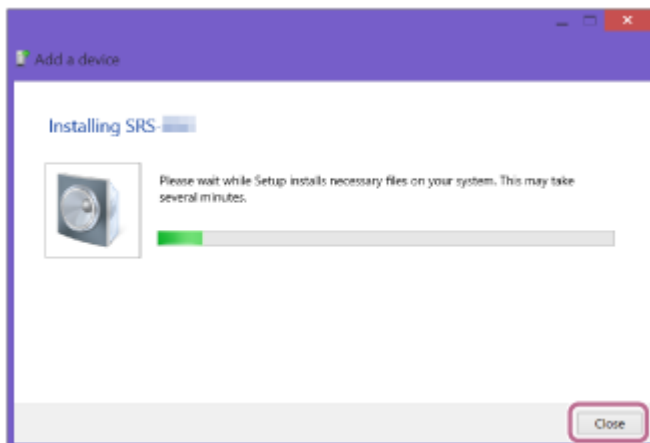 Add a device
Installing SRS-
Please wait while Setup installs necessary files on your system. This may take
several minutes.
Close